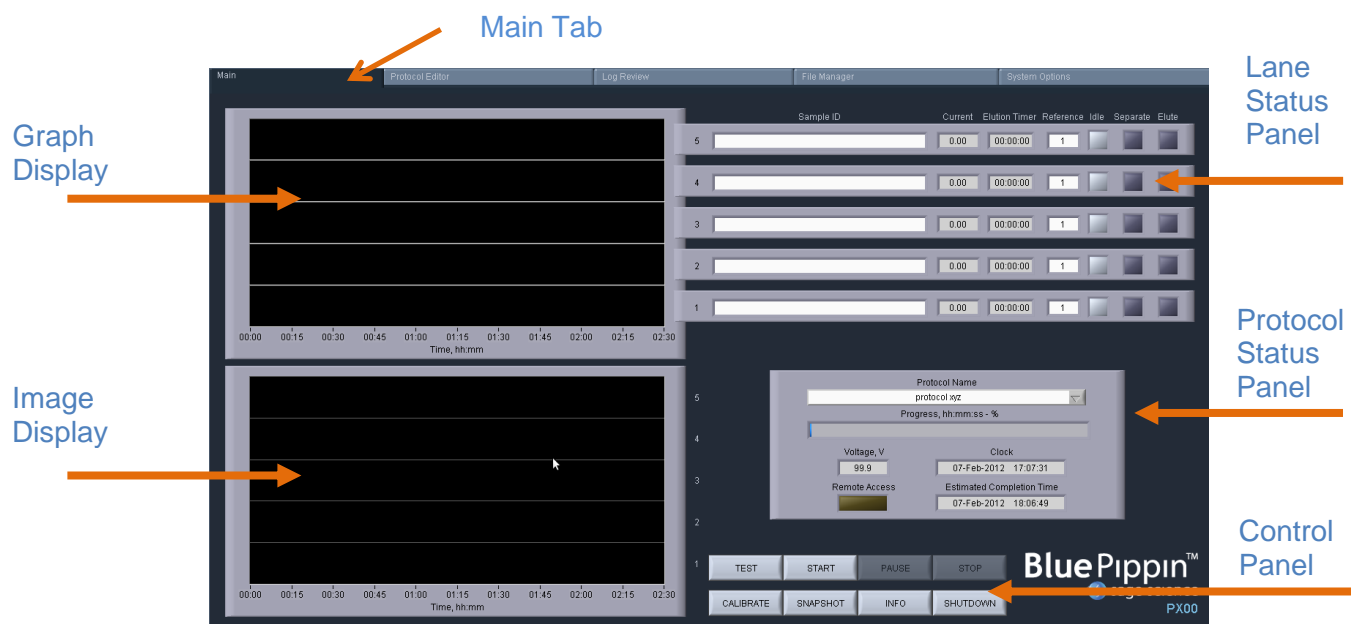 Main Tab
Main
Protocol Editor
Log Review
File Manager
System Options
Graph
Display
Lane
Status
Panel
Sample ID Current Elution Timer Reference Idle Separate Elute
5 0.00 00:00:00 1
4 0.00 00:00:00 1
3 0.00 00:00:00 1
2 0.00 00:00:00 1
1 0.00 00:00:00 1
00:00 00:15 00:30 00:45 01:00 01:15 01:30 01:45 02:00 02:15 02:30
Time, hh:mm
Image
Display
5
4
3
2
1
00:00 00:15 00:30 00:45 01:00 01:15 01:30 01:45 02:00 02:15 02:30
Time, hh:mm
Protocol Name
protocol xyz
Progress, hh:mm:ss - %
Voltage, V Clock
99.9 07-Feb-2012 17:07:31
Remote Access Estimated Completion Time
07-Feb-2012 18:06:49
Protocol
Status
Panel
TEST START PAUSE STOP
CALIBRATE SNAPSHOT INFO SHUTDOWN
BluePippin™
PX00
Control
Panel